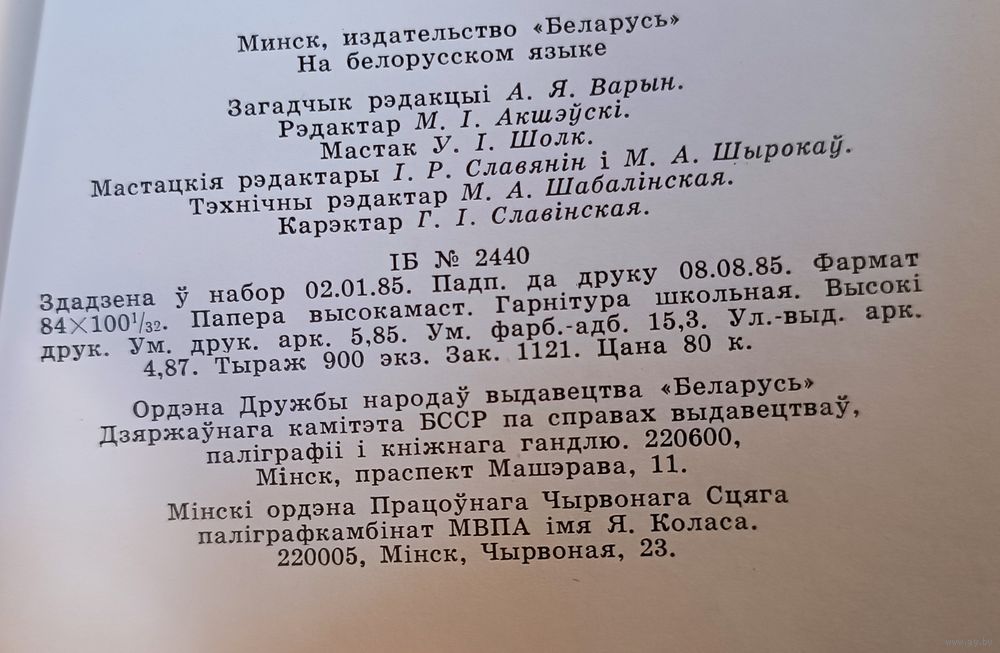 Минск, издательство «Беларусь»
На белорусском языке
Загадчык рэдакцыі А. Я. Варын.
Рэдактар М. І. Акшэўскі.
Мастак У. І. Шолк.
Мастацкія рэдактары І. Р. Славянін і М. А. Шырокаў.
Тэхнічны рэдактар М. А. Шабалінская.
Карэктар Г. І. Славінская.
ІБ № 2440
Здадзена ў набор 02.01.85. Падп. да друку 08.08.85. Фармат
84×100¹/₃₂. Папера высокамаст. Гарнітура школьная. Высокі
друк. Ум. друк. арк. 5,85. Ум. фарб.-адб. 15,3. Ул.-выд. арк.
4,87. Тыраж 900 экз. Зак. 1121. Цана 80 к.
Ордэна Дружбы народаў выдавецтва «Беларусь»
Дзяржаўнага камітэта БССР па справах выдавецтваў,
паліграфіі і кніжнага гандлю. 220600,
Мінск, праспект Машэрава, 11.
Мінскі ордэна Працоўнага Чырвонага Сцяга
паліграфкамбінат МВПА імя Я. Коласа.
220005, Мінск, Чырвоная, 23.
www.ay.by